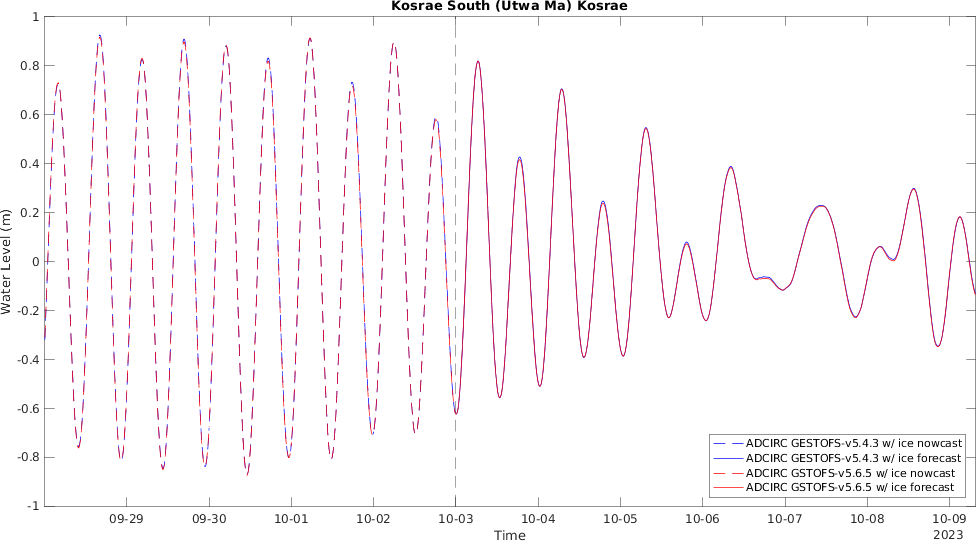 Kosrae South (Utwa Ma) Kosrae
1
0.8
0.6
0.4
0.2
0
-0.2
-0.4
-0.6
-0.8
-1
Water Level (m)
ADCIRC GESTOFS-v5.4.3 w/ ice nowcast
ADCIRC GESTOFS-v5.4.3 w/ ice forecast
ADCIRC GSTOFS-v5.6.5 w/ ice nowcast
ADCIRC GSTOFS-v5.6.5 w/ ice forecast
09-29 09-30 10-01 10-02 10-03 10-04 10-05 10-06 10-07 10-08 10-09
Time
2023